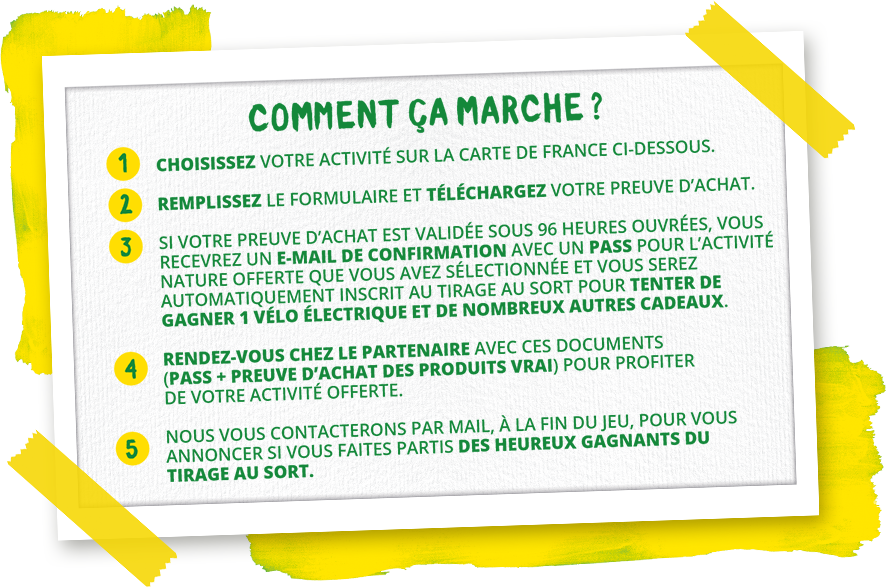 COMMENT ÇA MARCHE ?
1 CHOISISSEZ VOTRE ACTIVITÉ SUR LA CARTE DE FRANCE CI-DESSOUS.
2 REMPLISSEZ LE FORMULAIRE ET TÉLÉCHARGEZ VOTRE PREUVE D’ACHAT.
3 SI VOTRE PREUVE D’ACHAT EST VALIDÉE SOUS 96 HEURES OUVRÉES, VOUS
RECEVREZ UN E-MAIL DE CONFIRMATION AVEC UN PASS POUR L’ACTIVITÉ
NATURE OFFERTE QUE VOUS AVEZ SÉLECTIONNÉE ET VOUS SEREZ
AUTOMATIQUEMENT INSCRIT AU TIRAGE AU SORT POUR TENTER DE
GAGNER 1 VÉLO ÉLECTRIQUE ET DE NOMBREUX AUTRES CADEAUX.
4 RENDEZ-VOUS CHEZ LE PARTENAIRE AVEC CES DOCUMENTS
(PASS + PREUVE D’ACHAT DES PRODUITS VRAI) POUR PROFITER
DE VOTRE ACTIVITÉ OFFERTE.
5 NOUS VOUS CONTACTERONS PAR MAIL, À LA FIN DU JEU, POUR VOUS
ANNONCER SI VOUS FAITES PARTIS DES HEUREUX GAGNANTS DU
TIRAGE AU SORT.